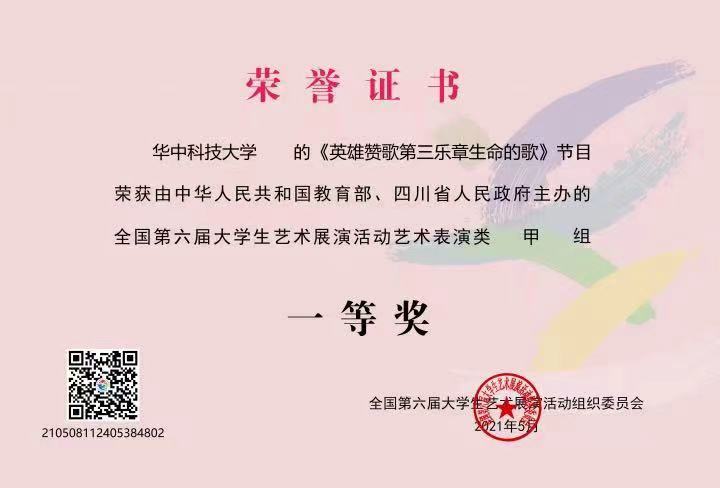 荣誉证书
华中科技大学 的《英雄赞歌第三乐章生命的歌》节目
荣获由中华人民共和国教育部、四川省人民政府主办的
全国第六届大学生艺术展演活动艺术表演类 甲 组
一等奖
210508112405384802
全国第六届大学生艺术展演活动组织委员会
2021年5月